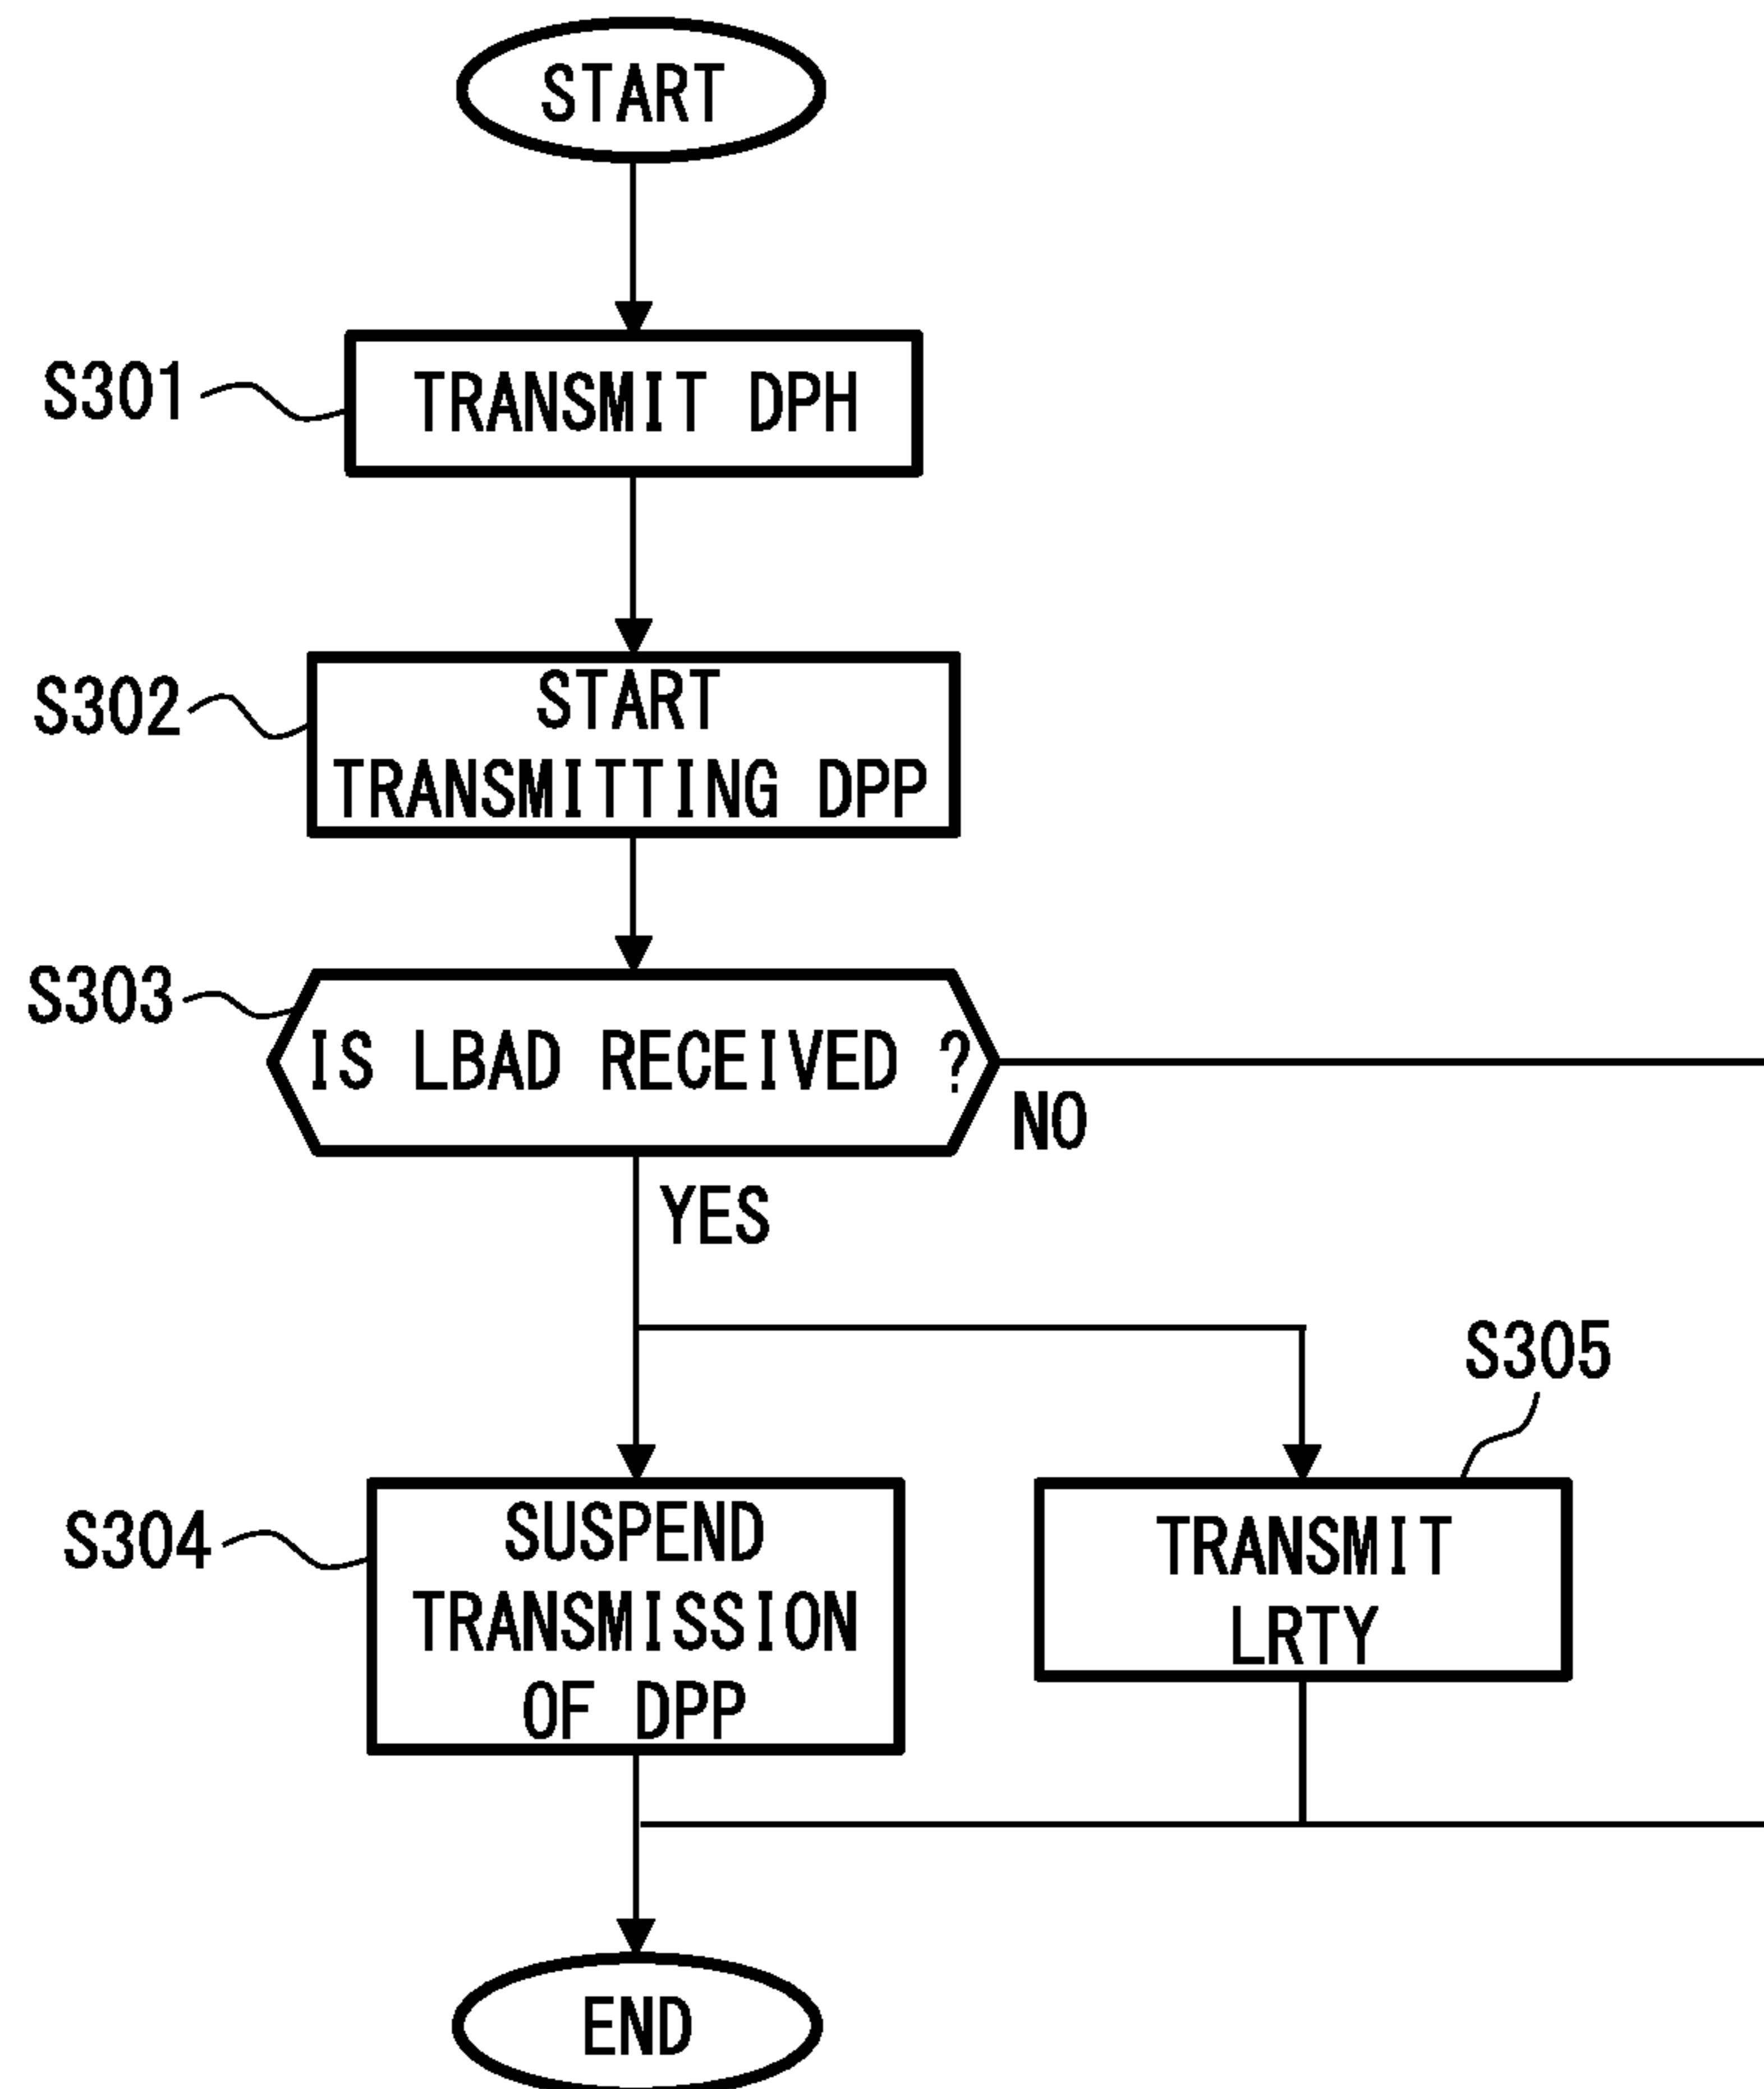 START
S301
TRANSMIT DPH
S302
START
TRANSMITTING DPP
S303
IS LBAD RECEIVED ?
NO
YES
S305
S304
SUSPEND
TRANSMISSION
OF DPP
TRANSMIT
LRTY
END